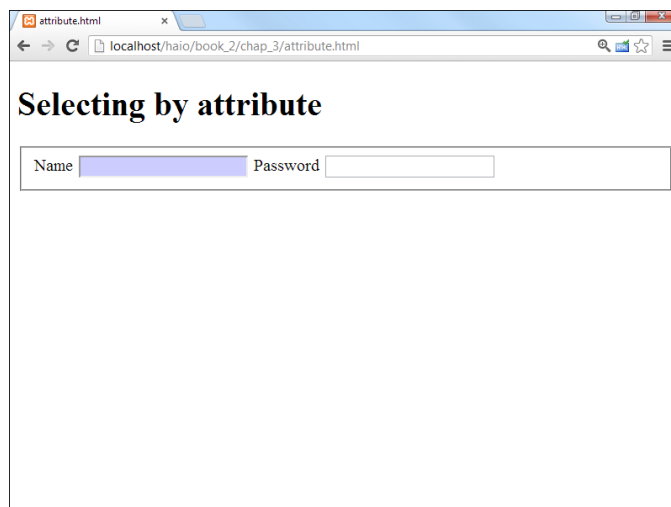 attribute.html
localhost/haio/book_2/chap_3/attribute.html
Selecting by attribute
Name Password